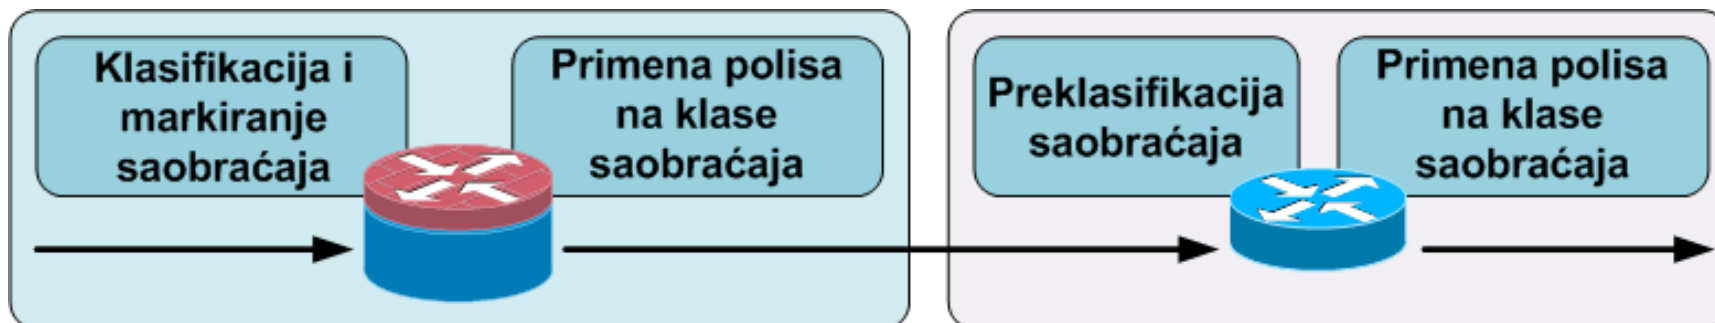 Klasifikacija i
markiranje
saobraćaja
Primena polisa
na klase
saobraćaja
Preklasifikacija
saobraćaja
Primena polisa
na klase
saobraćaja